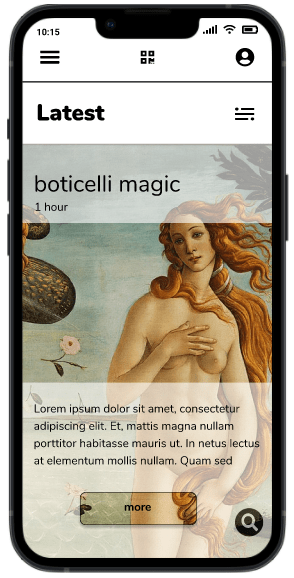 10:15
Latest
boticelli magic
1 hour
Lorem ipsum dolor sit amet, consectetur
adipiscing elit. Et, mattis magna nullam
porttitor habitasse mauris ut. In netus lectus
at elementum mollis nullam. Quam sed
more